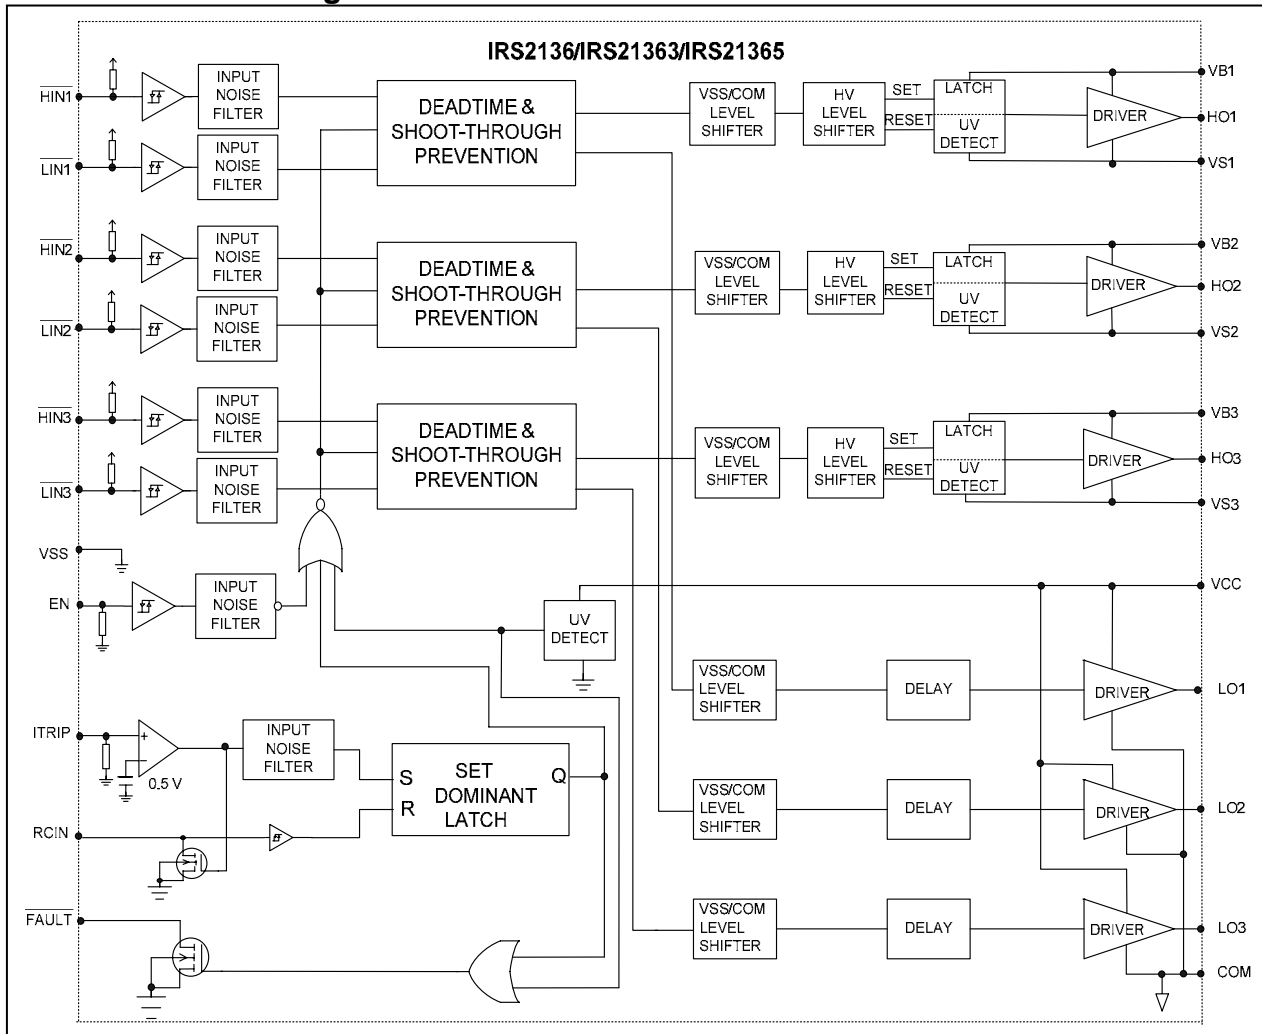 IRS2136/IRS21363/IRS21365
HIN1
INPUT
NOISE
FILTER
LIN1
INPUT
NOISE
FILTER
DEADTIME &
SHOOT-THROUGH
PREVENTION
VSS/COM
LEVEL
SHIFTER
HV
LEVEL
SHIFTER
SET
RESET
LATCH
UV
DETECT
DRIVER
VB1
HO1
VS1
HIN2
INPUT
NOISE
FILTER
LIN2
INPUT
NOISE
FILTER
DEADTIME &
SHOOT-THROUGH
PREVENTION
VSS/COM
LEVEL
SHIFTER
HV
LEVEL
SHIFTER
SET
RESET
LATCH
UV
DETECT
DRIVER
VB2
HO2
VS2
HIN3
INPUT
NOISE
FILTER
LIN3
INPUT
NOISE
FILTER
DEADTIME &
SHOOT-THROUGH
PREVENTION
VSS/COM
LEVEL
SHIFTER
HV
LEVEL
SHIFTER
SET
RESET
LATCH
UV
DETECT
DRIVER
VB3
HO3
VS3
VSS
EN
INPUT
NOISE
FILTER
UV
DETECT
VCC
VSS/COM
LEVEL
SHIFTER
DELAY
DRIVER
LO1
ITRIP
+
−
0.5 V
INPUT
NOISE
FILTER
S
R
SET
DOMINANT
LATCH
Q
RCIN
VSS/COM
LEVEL
SHIFTER
DELAY
DRIVER
LO2
FAULT
VSS/COM
LEVEL
SHIFTER
DELAY
DRIVER
LO3
COM